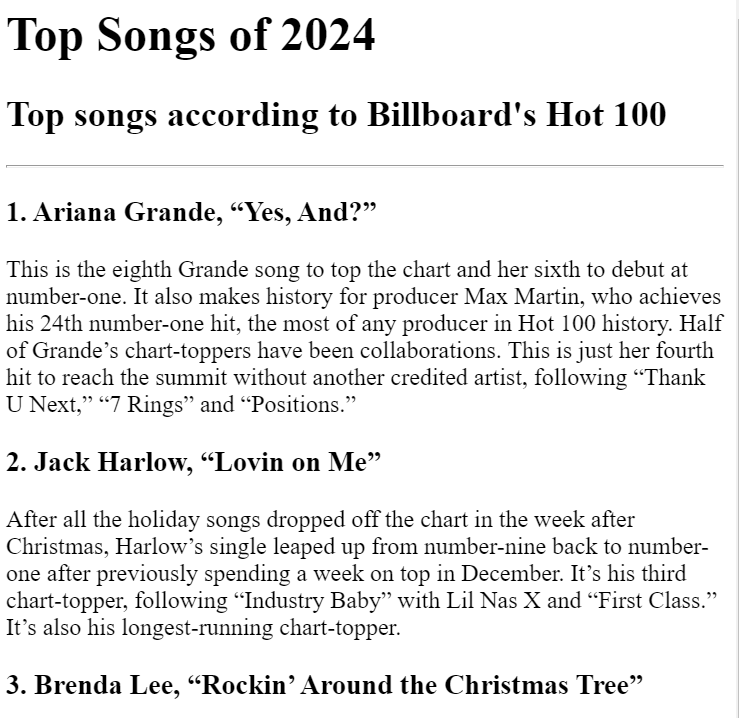 Top Songs of 2024
Top songs according to Billboard's Hot 100
1. Ariana Grande, “Yes, And?”
This is the eighth Grande song to top the chart and her sixth to debut at
number-one. It also makes history for producer Max Martin, who achieves
his 24th number-one hit, the most of any producer in Hot 100 history. Half
of Grande’s chart-toppers have been collaborations. This is just her fourth
hit to reach the summit without another credited artist, following “Thank
U Next,” “7 Rings” and “Positions.”
2. Jack Harlow, “Lovin on Me”
After all the holiday songs dropped off the chart in the week after
Christmas, Harlow’s single leaped up from number-nine back to number-
one after previously spending a week on top in December. It’s his third
chart-topper, following “Industry Baby” with Lil Nas X and “First Class.”
It’s also his longest-running chart-topper.
3. Brenda Lee, “Rockin’ Around the Christmas Tree”